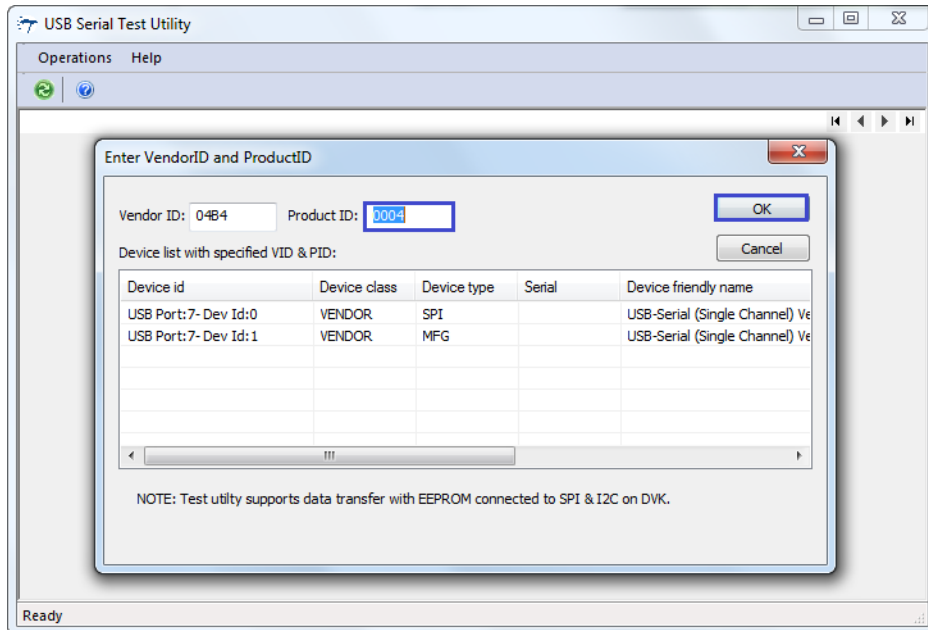 USB Serial Test Utility
Operations Help
Enter VendorID and ProductID
Vendor ID: 04B4 Product ID: 0004 OK
Cancel
Device list with specified VID & PID:
Device id Device class Device type Serial Device friendly name
USB Port:7- Dev Id:0 VENDOR SPI USB-Serial (Single Channel) Ve
USB Port:7- Dev Id:1 VENDOR MFG USB-Serial (Single Channel) Ve
NOTE: Test utilty supports data transfer with EEPROM connected to SPI & I2C on DVK.
Ready